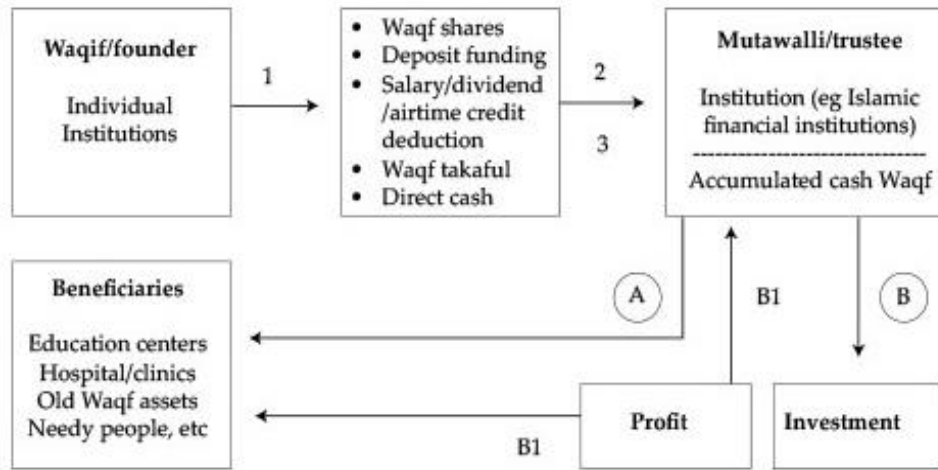 Waqif/founder
Individual
Institutions
1
• Waqf shares
• Deposit funding
• Salary/dividend
/airtime credit
deduction
• Waqf takaful
• Direct cash
2
3
Mutawalli/trustee
Institution (eg Islamic
financial institutions)
-------------------------------
Accumulated cash Waqf
Beneficiaries
Education centers
Hospital/clinics
Old Waqf assets
Needy people, etc
A
B1
B
B1
Profit
Investment